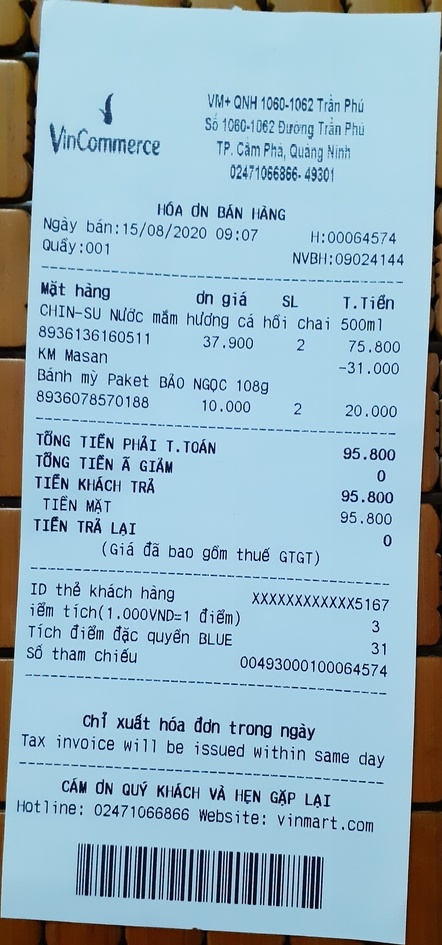 VinCommerce
VM+ QNH 1060-1062 Trần Phú
Số 1060-1062 Đường Trần Phú
TP. Cẩm Phả, Quảng Ninh
02471066866- 49301
HÓA ƠN BÁN HÀNG
Ngày bán:15/08/2020 09:07 H:00064574
Quầy:001 NVBH:09024144
Mặt hàng ơn giá SL T.Tiền
CHIN-SU Nước mắm hương cá hồi chai 500ml
8936136160511 37.900 2 75.800
KM Masan -31.000
Bánh mỳ Paket BẢO NGỌC 108g
8936078570188 10.000 2 20.000
TỔNG TIỀN PHẢI T.TOÁN 95.800
TỔNG TIỀN Ã GIẢM 0
TIỀN KHÁCH TRẢ 95.800
TIỀN MẶT 95.800
TIỀN TRẢ LẠI 0
(Giá đã bao gồm thuế GTGT)
ID thẻ khách hàng XXXXXXXXXXXX5167
iểm tích(1.000VND=1 điểm) 3
Tích điểm đặc quyền BLUE 31
Số tham chiếu 00493000100064574
Chỉ xuất hóa đơn trong ngày
Tax invoice will be issued within same day
CÁM ƠN QUÝ KHÁCH VÀ HẸN GẶP LẠI
Hotline: 02471066866 Website: vinmart.com